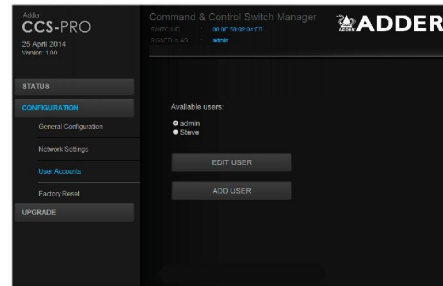 Adder
CCS-PRO
25 April 2014
Version: 1.00
Command & Control Switch Manager
admin
ADDER
STATUS
CONFIGURATION
General Configuration
Network Settings
User Accounts
Factory Reset
UPGRADE
Available users:
admin
Steve
EDIT USER
ADD USER